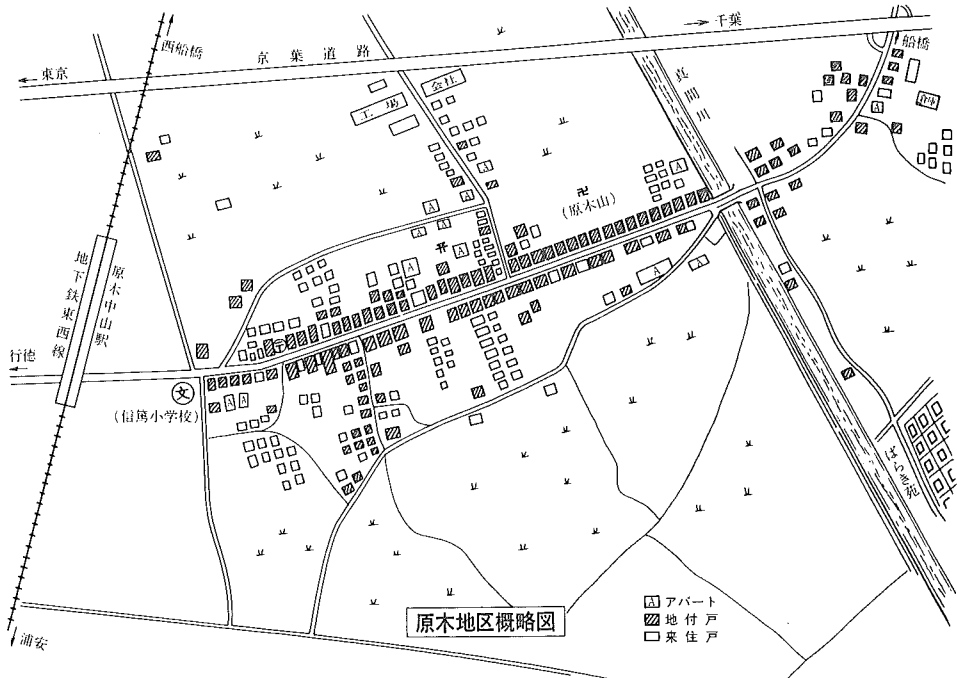 千葉
西船橋
京葉道路
船橋
東京
会社
工場
真間川
倉庫
A
A
A
A
A
卍
(原木山)
A
A
A
A
A
原木中山駅
地下鉄東西線
行徳
〒
文
(信篤小学校)
A
A
ばらき苑
A アパート
地付戸
来住戸
原木地区概略図
浦安